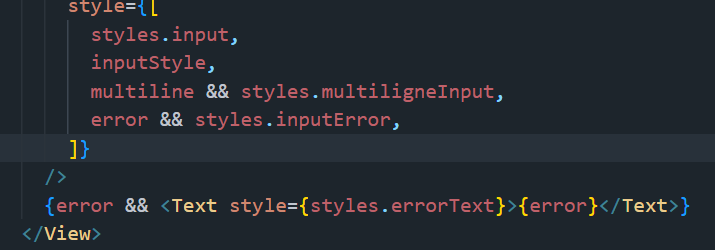 style={[
styles.input,
inputStyle,
multiline && styles.multiligneInput,
error && styles.inputError,
]}
/>
{error && <Text style={styles.errorText}>{error}</Text>}
</View>